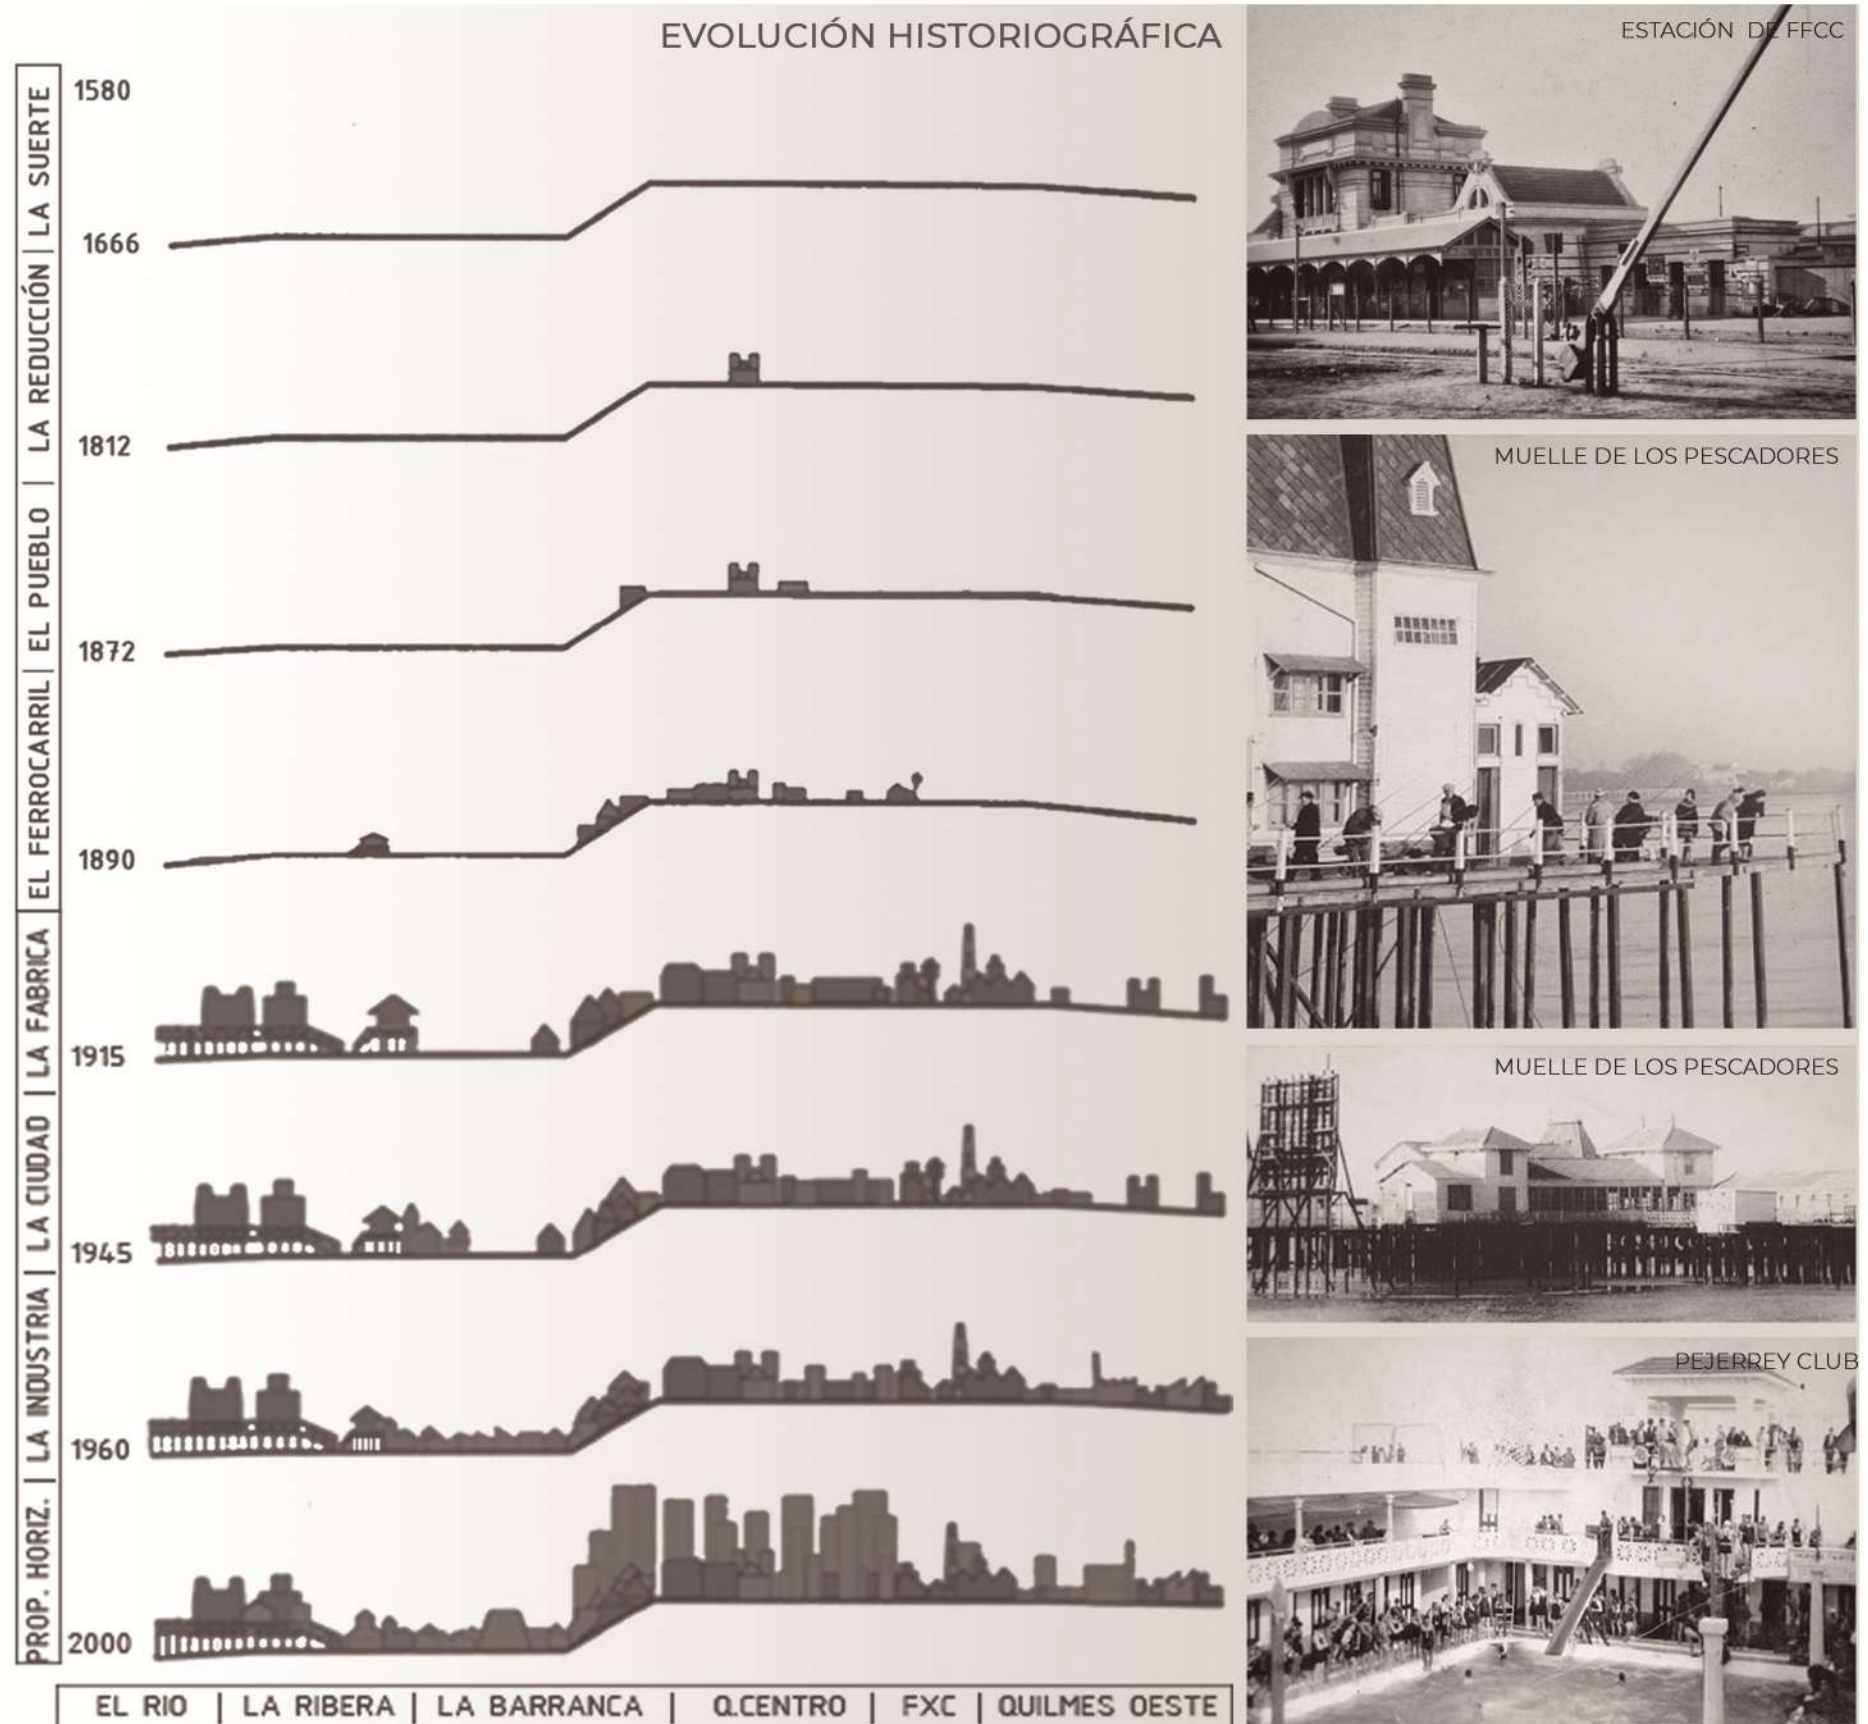 EVOLUCIÓN HISTORIOGRÁFICA
LA SUERTE
LA REDUCCIÓN
EL PUEBLO
EL FERROCARRIL
LA FABRICA
LA CIUDAD
LA INDUSTRIA
PROP. HORIZ.
1580
1666
1812
1872
1890
1915
1945
1960
2000
EL RIO | LA RIBERA | LA BARRANCA | Q.CENTRO | FXC | QUILMES OESTE
ESTACIÓN DE FFCC
MUELLE DE LOS PESCADORES
MUELLE DE LOS PESCADORES
PEJERREY CLUB